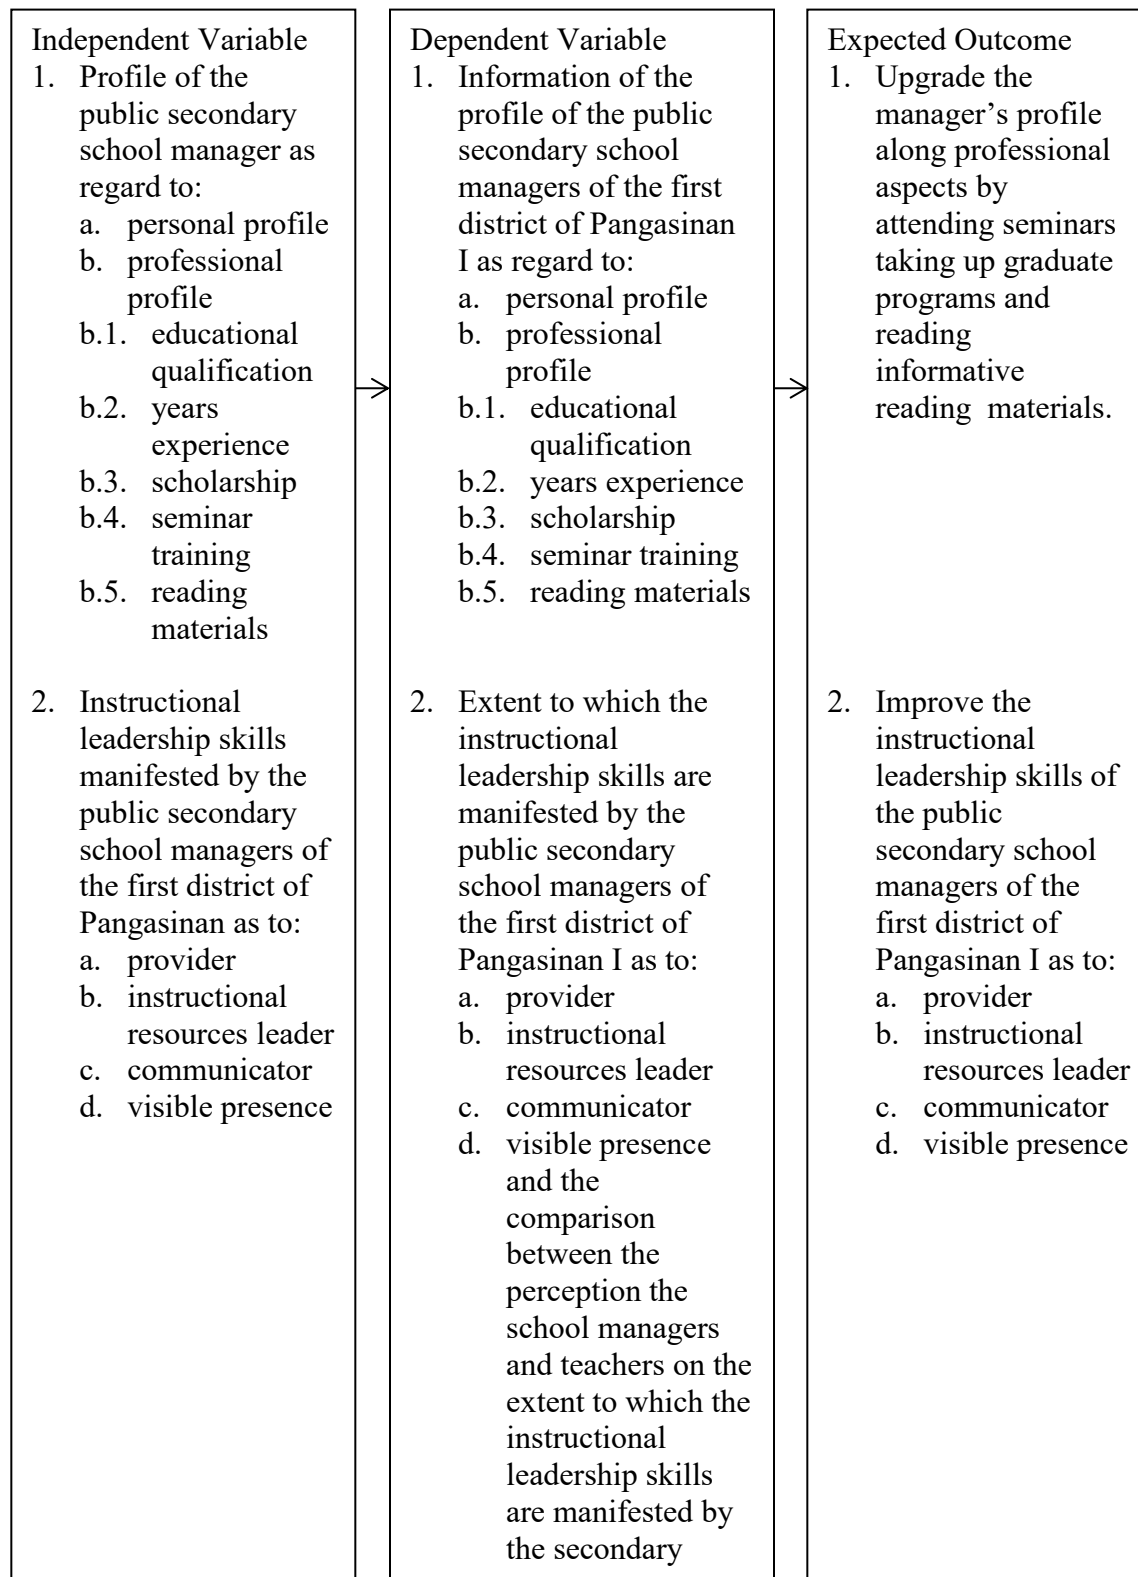 Independent Variable
1. Profile of the
public secondary
school manager as
regard to:
a. personal profile
b. professional
profile
b.1. educational
qualification
b.2. years
experience
b.3. scholarship
b.4. seminar
training
b.5. reading
materials
2. Instructional
leadership skills
manifested by the
public secondary
school managers of
the first district of
Pangasinan as to:
a. provider
b. instructional
resources leader
c. communicator
d. visible presence
Dependent Variable
1. Information of the
profile of the public
secondary school
managers of the first
district of Pangasinan
I as regard to:
a. personal profile
b. professional
profile
b.1. educational
qualification
b.2. years experience
b.3. scholarship
b.4. seminar training
b.5. reading materials
2. Extent to which the
instructional
leadership skills are
manifested by the
public secondary
school managers of
the first district of
Pangasinan I as to:
a. provider
b. instructional
resources leader
c. communicator
d. visible presence
and the
comparison
between the
perception the
school managers
and teachers on the
extent to which the
instructional
leadership skills
are manifested by
the secondary
Expected Outcome
1. Upgrade the
manager’s profile
along professional
aspects by
attending seminars
taking up graduate
programs and
reading
informative
reading materials.
2. Improve the
instructional
leadership skills of
the public
secondary school
managers of the
first district of
Pangasinan I as to:
a. provider
b. instructional
resources leader
c. communicator
d. visible presence